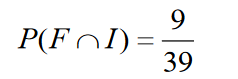 P(F ∩ I) = 9/39